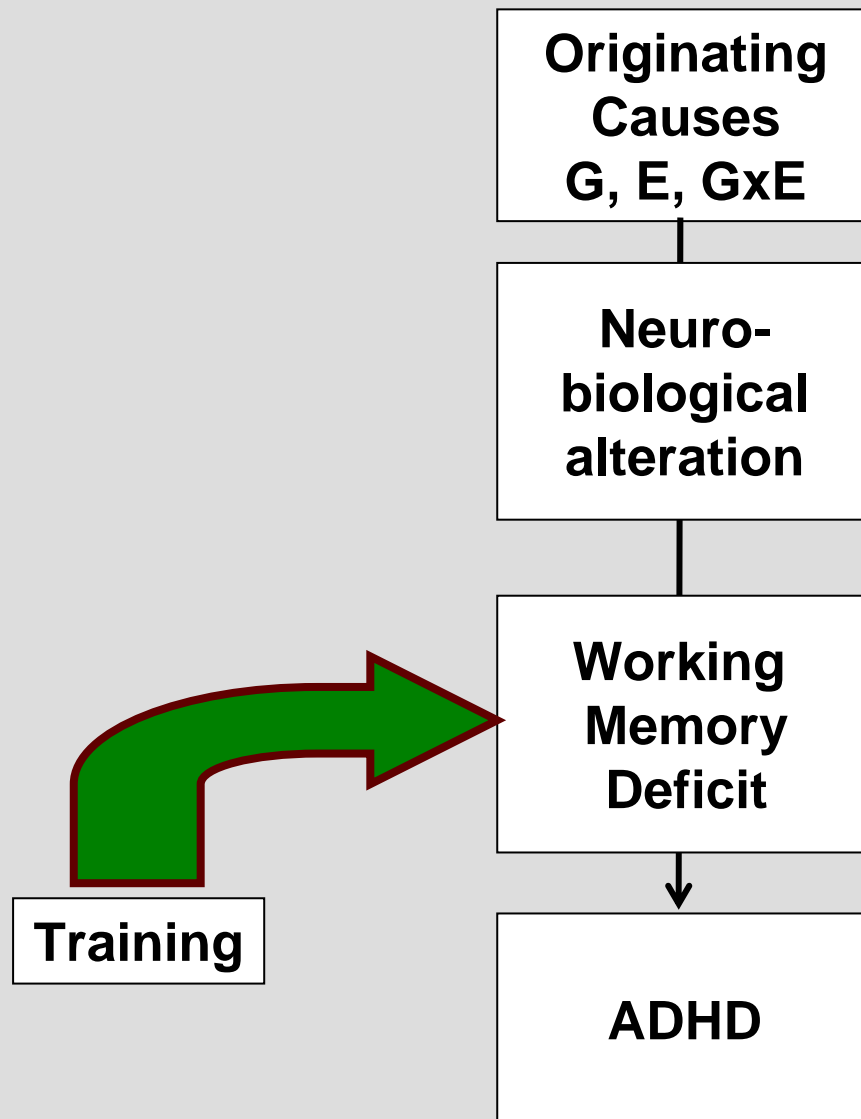 Originating
Causes
G, E, GxE
Neuro-
biological
alteration
Working
Memory
Deficit
Training
ADHD